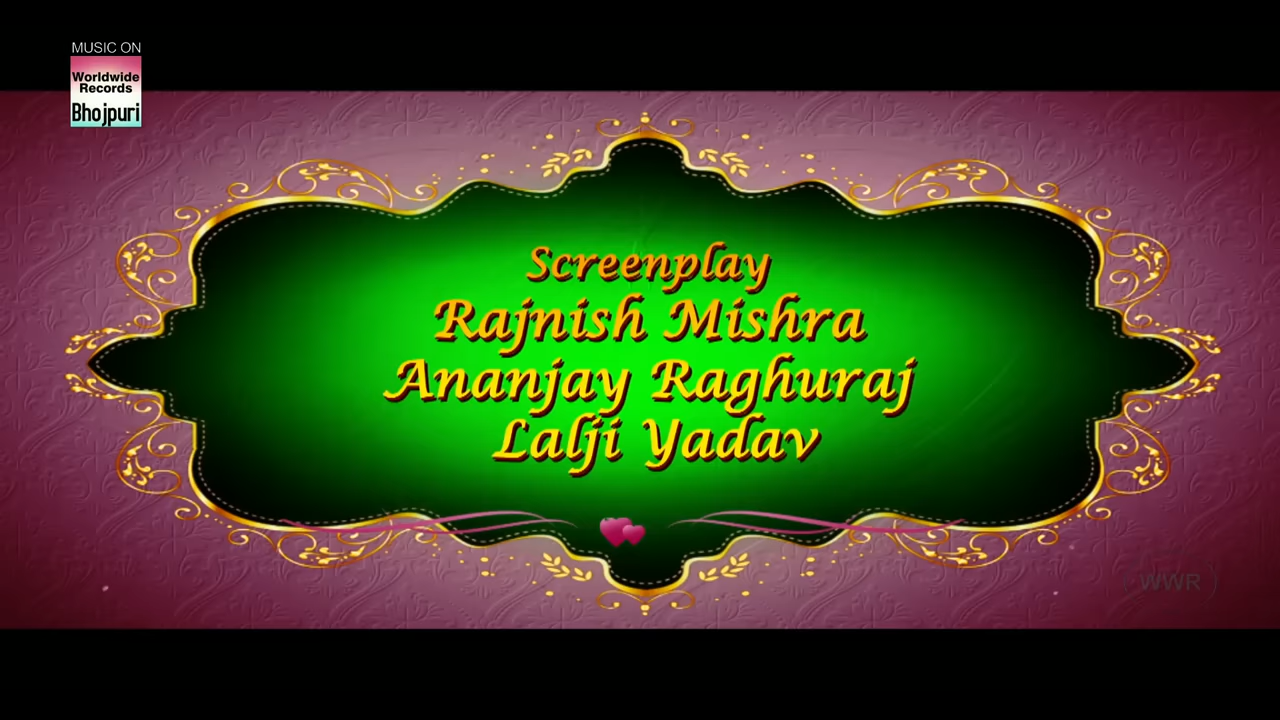 MUSIC ON
Worldwide
Records
Bhojpuri
Screenplay
Rajnish Mishra
Ananjay Raghuraj
Lalji Yadav
WWR